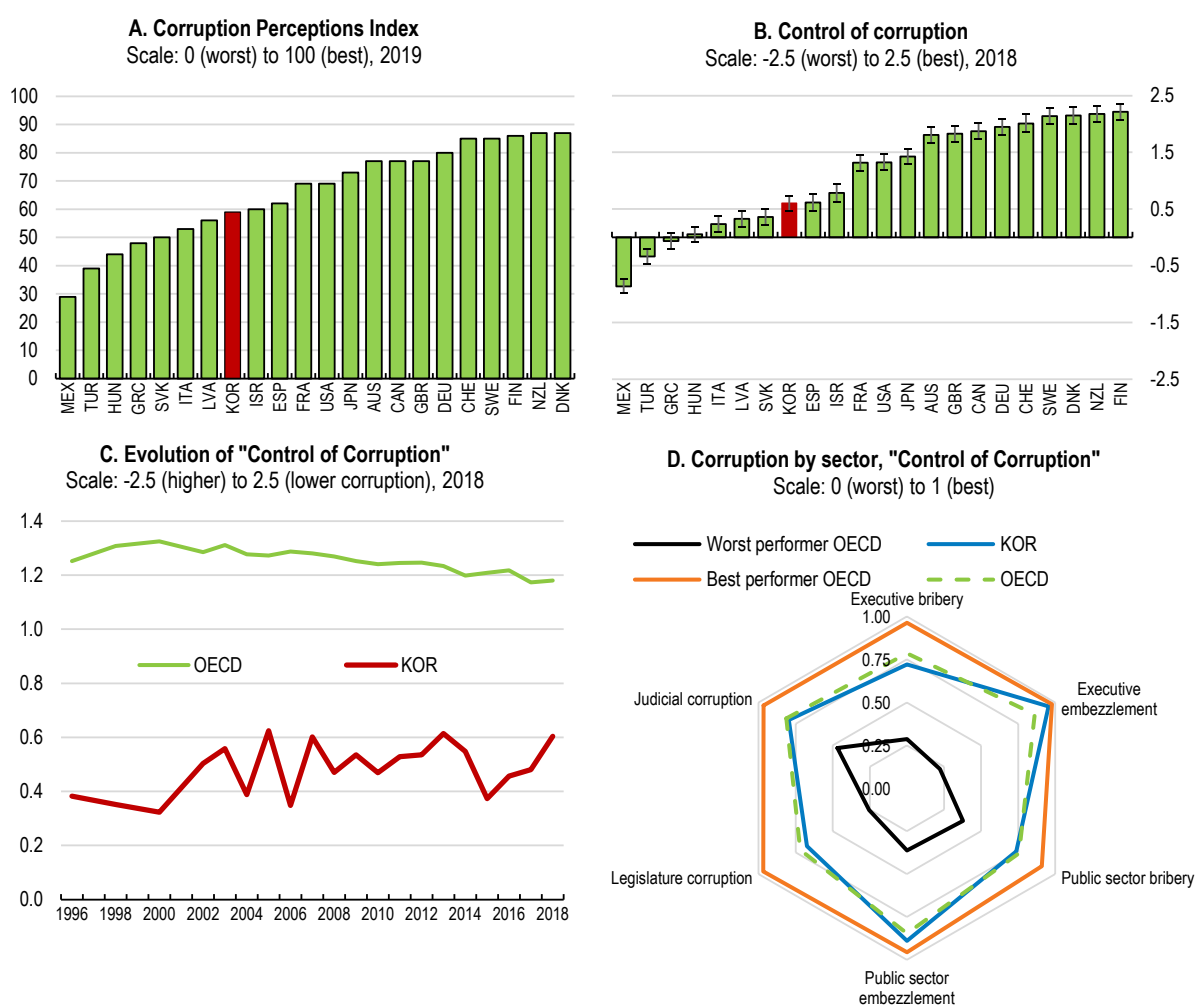 A. Corruption Perceptions Index
Scale: 0 (worst) to 100 (best), 2019
100
90
80
70
60
50
40
30
20
10
0
MEX
TUR
HUN
GRC
SVK
ITA
LVA
KOR
ISR
ESP
FRA
USA
JPN
AUS
CAN
GBR
DEU
CHE
SWE
FIN
NZL
DNK
B. Control of corruption
Scale: -2.5 (worst) to 2.5 (best), 2018
2.5
1.5
0.5
-0.5
-1.5
-2.5
MEX
TUR
GRC
HUN
ITA
LVA
SVK
KOR
ESP
ISR
FRA
USA
JPN
AUS
GBR
CAN
DEU
CHE
SWE
DNK
NZL
FIN
C. Evolution of "Control of Corruption"
Scale: -2.5 (higher) to 2.5 (lower corruption), 2018
1.4
1.2
1.0
0.8
0.6
0.4
0.2
0.0
OECD
KOR
1996
1998
2000
2002
2004
2006
2008
2010
2012
2014
2016
2018
D. Corruption by sector, "Control of Corruption"
Scale: 0 (worst) to 1 (best)
Worst performer OECD
KOR
Best performer OECD
OECD
Executive bribery
1.00
0.75
0.50
0.25
0.00
Executive
embezzlement
Public sector bribery
Public sector
embezzlement
Legislature corruption
Judicial corruption